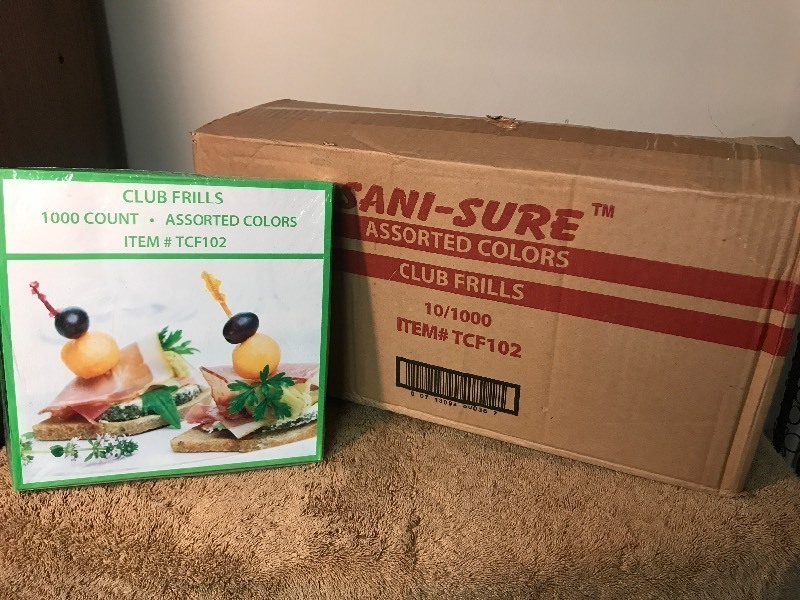 CLUB FRILLS
1000 COUNT • ASSORTED COLORS
ITEM # TCF102
SANI-SURE™
ASSORTED COLORS
CLUB FRILLS
10/1000
ITEM# TCF102